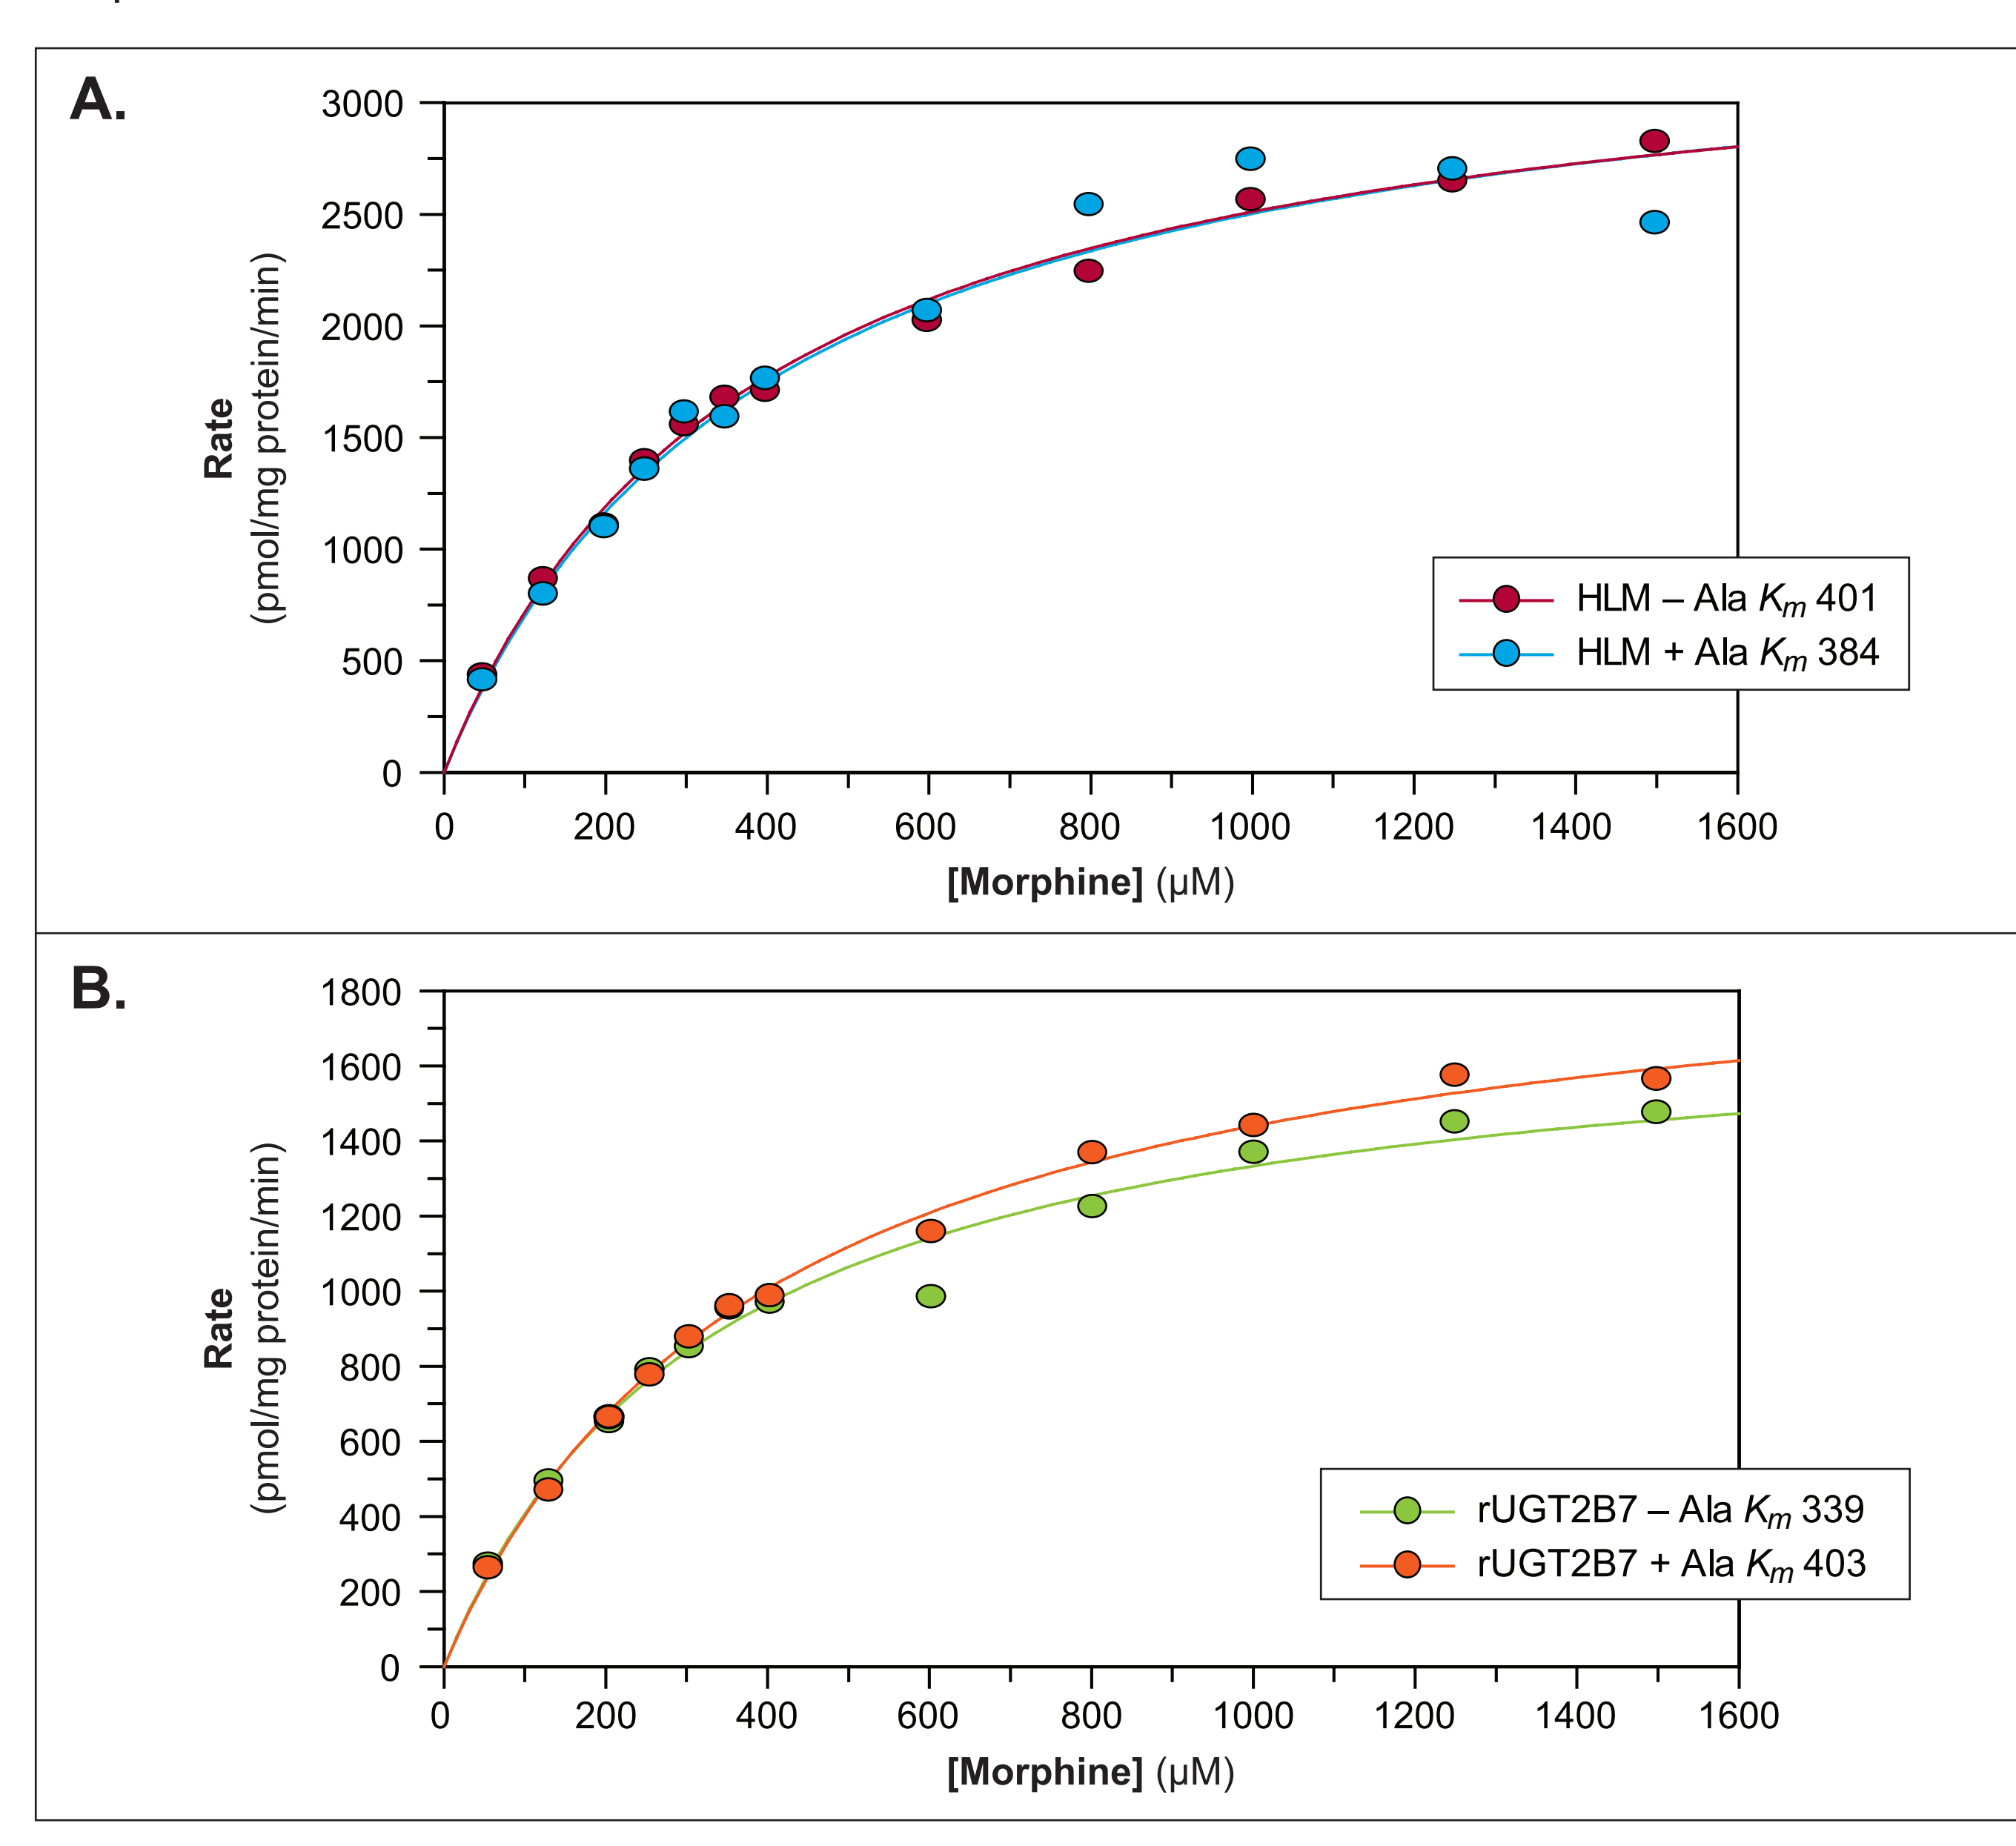 A.
3000
2500
2000
1500
1000
500
0
Rate
(pmol/mg protein/min)
0 200 400 600 800 1000 1200 1400 1600
[Morphine] (µM)
HLM – Ala Km 401
HLM + Ala Km 384
B.
1800
1600
1400
1200
1000
800
600
400
200
0
Rate
(pmol/mg protein/min)
0 200 400 600 800 1000 1200 1400 1600
[Morphine] (µM)
rUGT2B7 – Ala Km 339
rUGT2B7 + Ala Km 403